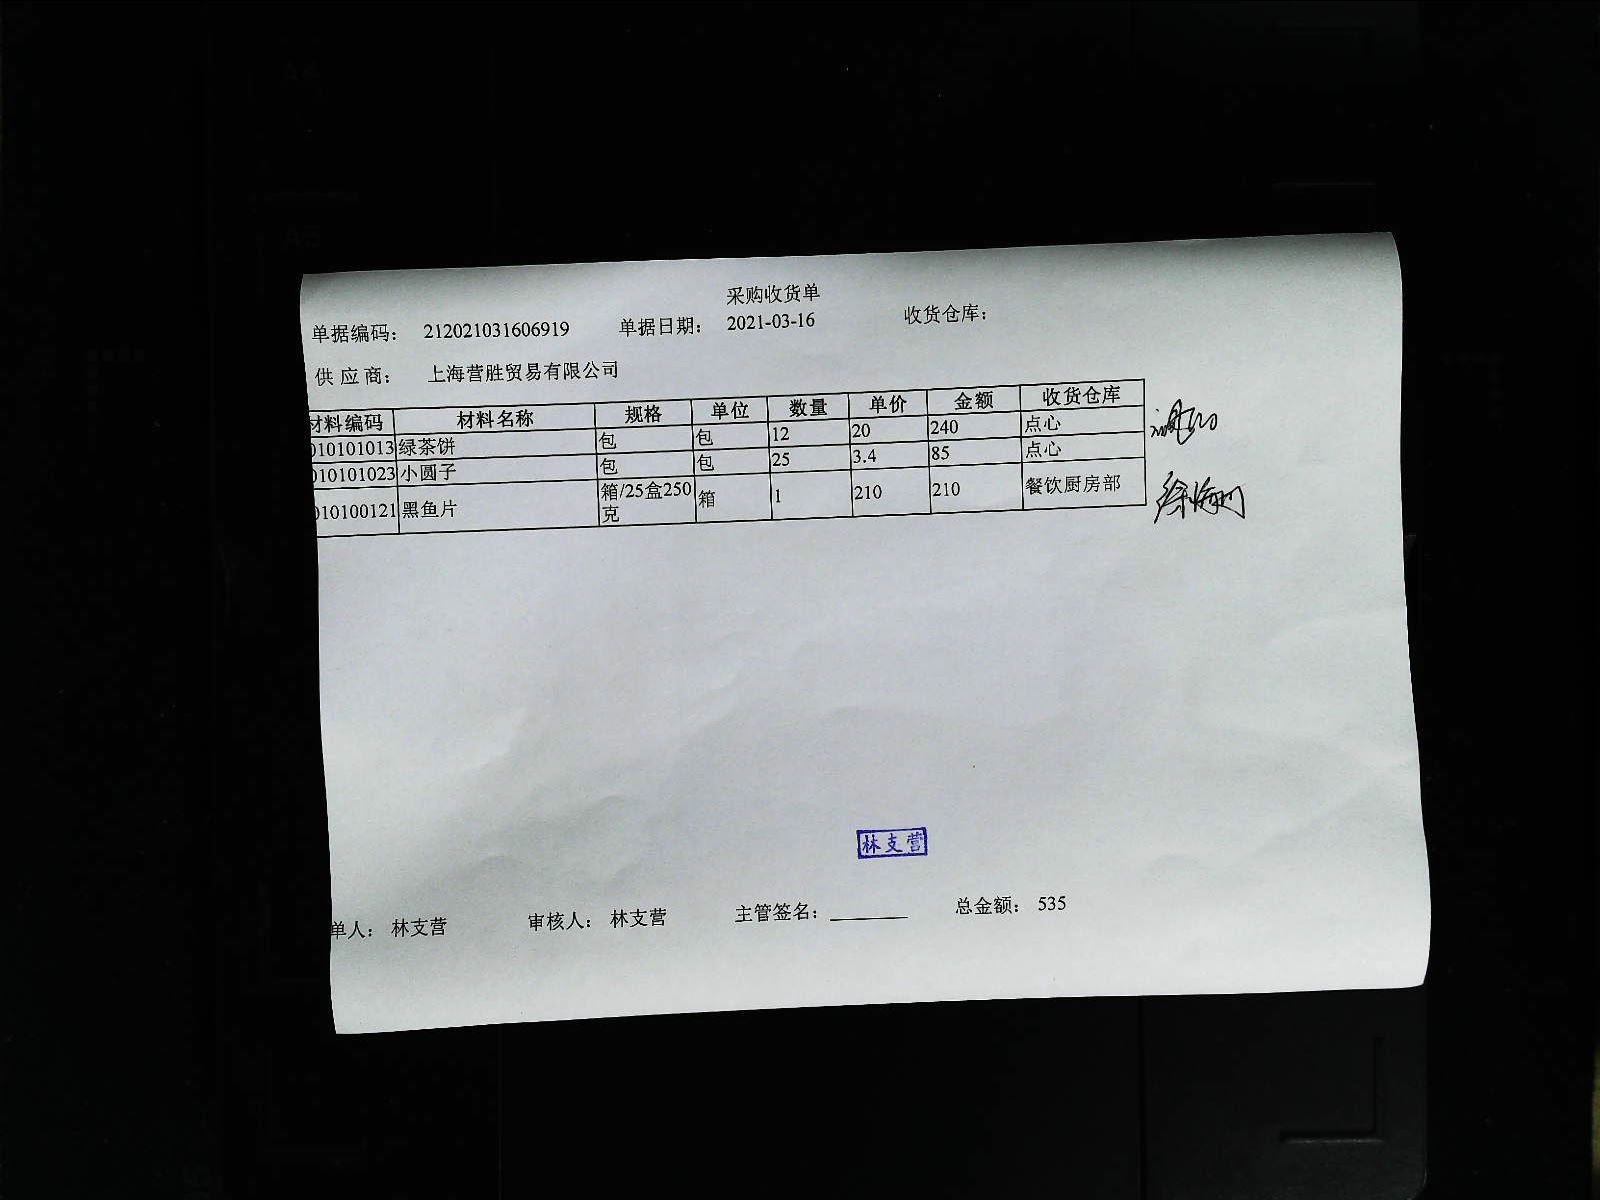 采购收货单
单据编码： 212021031606919 单据日期： 2021-03-16 收货仓库：
供 应 商： 上海营胜贸易有限公司
材料编码 材料名称 规格 单位 数量 单价 金额 收货仓库
010101013 绿茶饼 包 包 12 20 240 点心
010101023 小圆子 包 包 25 3.4 85 点心
010100121 黑鱼片 箱/25盒250克 箱 1 210 210 餐饮厨房部
林支营
单人： 林支营 审核人： 林支营 主管签名： 总金额： 535